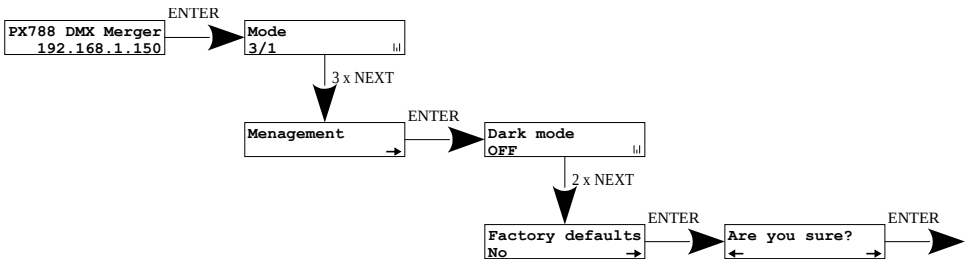 ENTER
PX788 DMX Merger
192.168.1.150
Mode
3/1
3 x NEXT
Menagement
ENTER
Dark mode
OFF
2 x NEXT
Factory defaults
No
ENTER
Are you sure?
ENTER